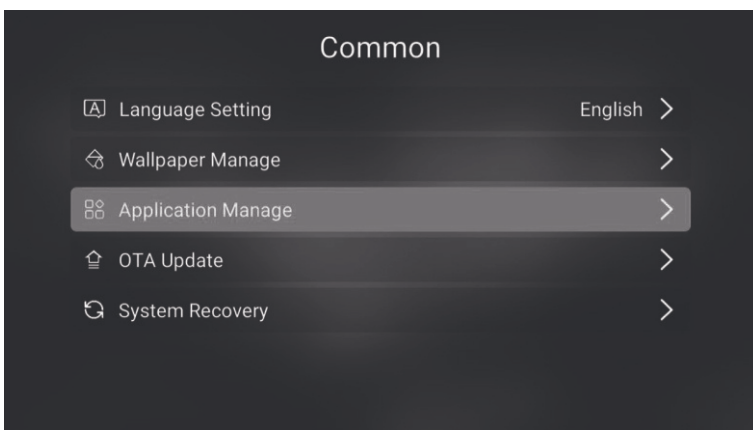 Common
Language Setting English
Wallpaper Manage
Application Manage
OTA Update
System Recovery